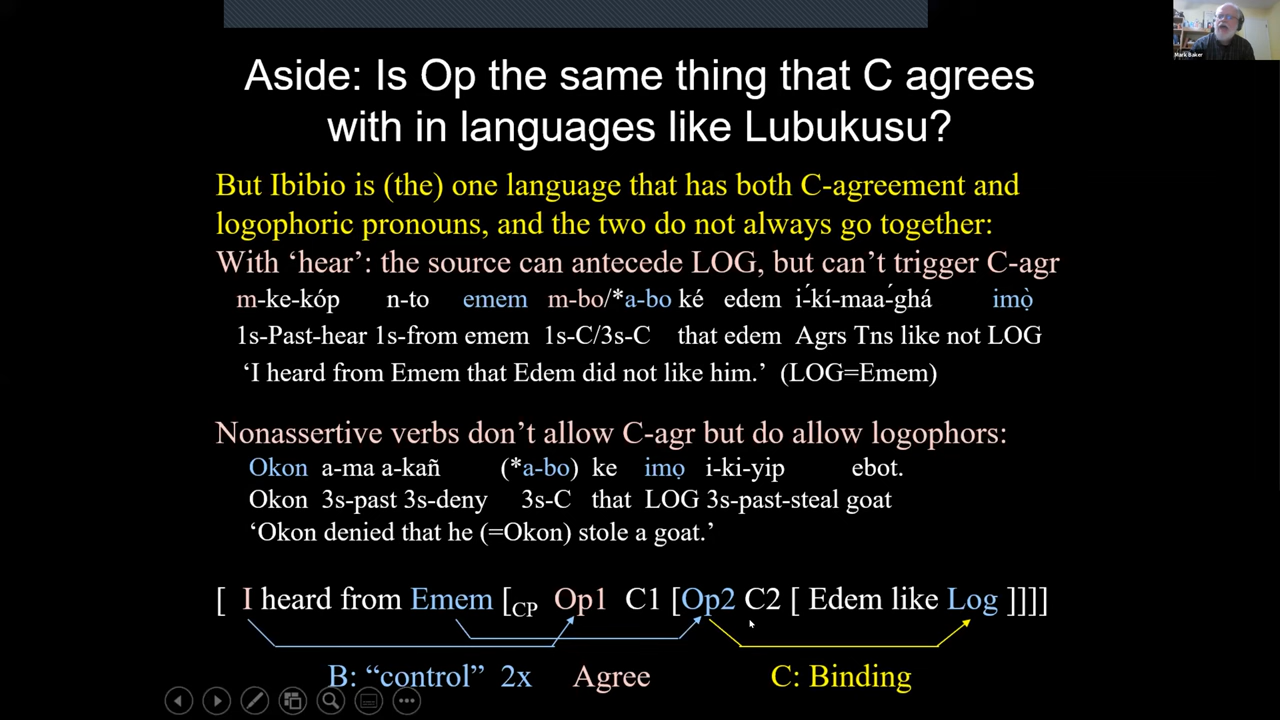 Mark Baker
Aside: Is Op the same thing that C agrees
with in languages like Lubukusu?
But Ibibio is (the) one language that has both C-agreement and
logophoric pronouns, and the two do not always go together:
With ‘hear’: the source can antecede LOG, but can’t trigger C-agr
m-ke-kóp n-to emem m-bo/*a-bo ké edem i-́kí-maa-́ghá imọ̀
1s-Past-hear 1s-from emem 1s-C/3s-C that edem Agrs Tns like not LOG
‘I heard from Emem that Edem did not like him.’ (LOG=Emem)
Nonassertive verbs don’t allow C-agr but do allow logophors:
Okon a-ma a-kañ (*a-bo) ke imọ i-ki-yip ebot.
Okon 3s-past 3s-deny 3s-C that LOG 3s-past-steal goat
‘Okon denied that he (=Okon) stole a goat.’
[ I heard from Emem [CP Op1 C1 [Op2 C2 [ Edem like Log ]]]]
B: “control” 2x Agree C: Binding